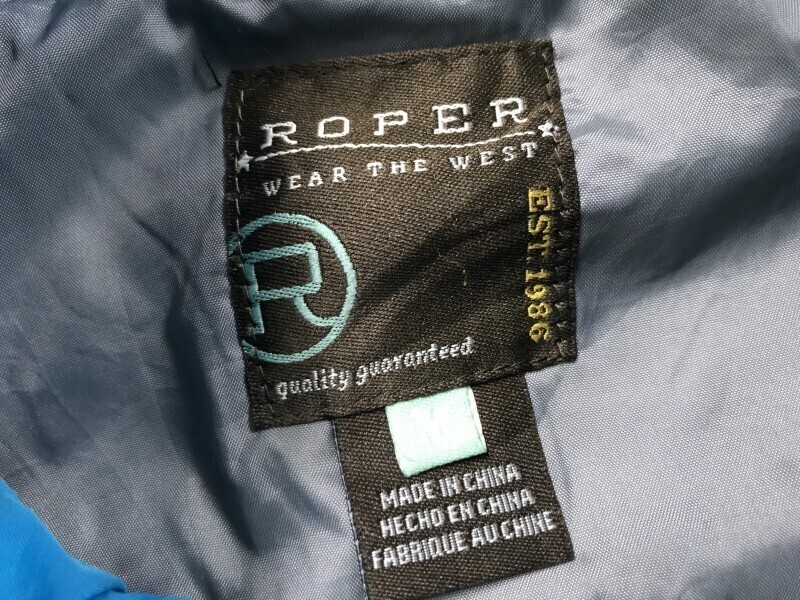 ROPER
WEAR THE WEST
EST. 1986
R
quality guaranteed
M
MADE IN CHINA
HECHO EN CHINA
FABRIQUE AU CHINE